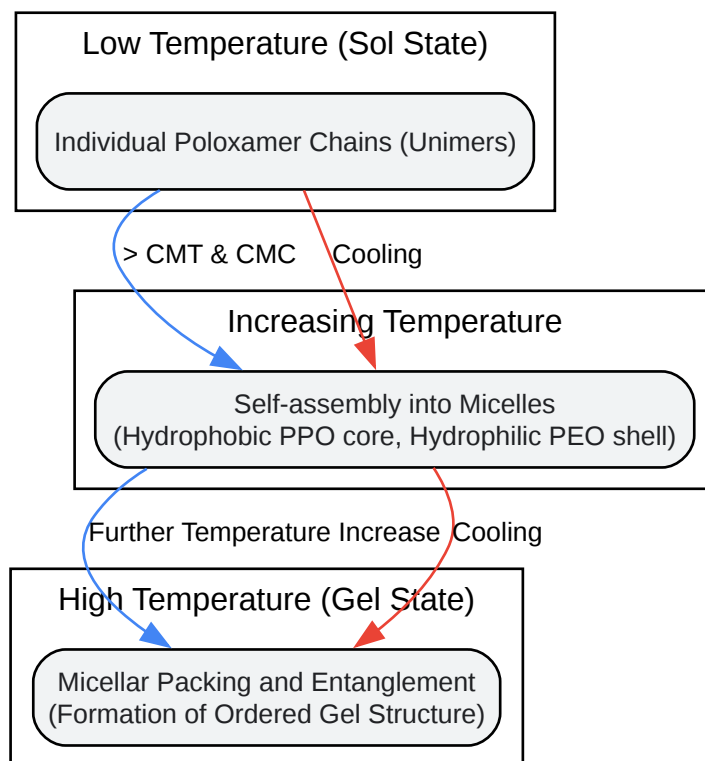 Low Temperature (Sol State)
Individual Poloxamer Chains (Unimers)
> CMT & CMC
Cooling
Increasing Temperature
Self-assembly into Micelles
(Hydrophobic PPO core, Hydrophilic PEO shell)
Further Temperature Increase
Cooling
High Temperature (Gel State)
Micellar Packing and Entanglement
(Formation of Ordered Gel Structure)